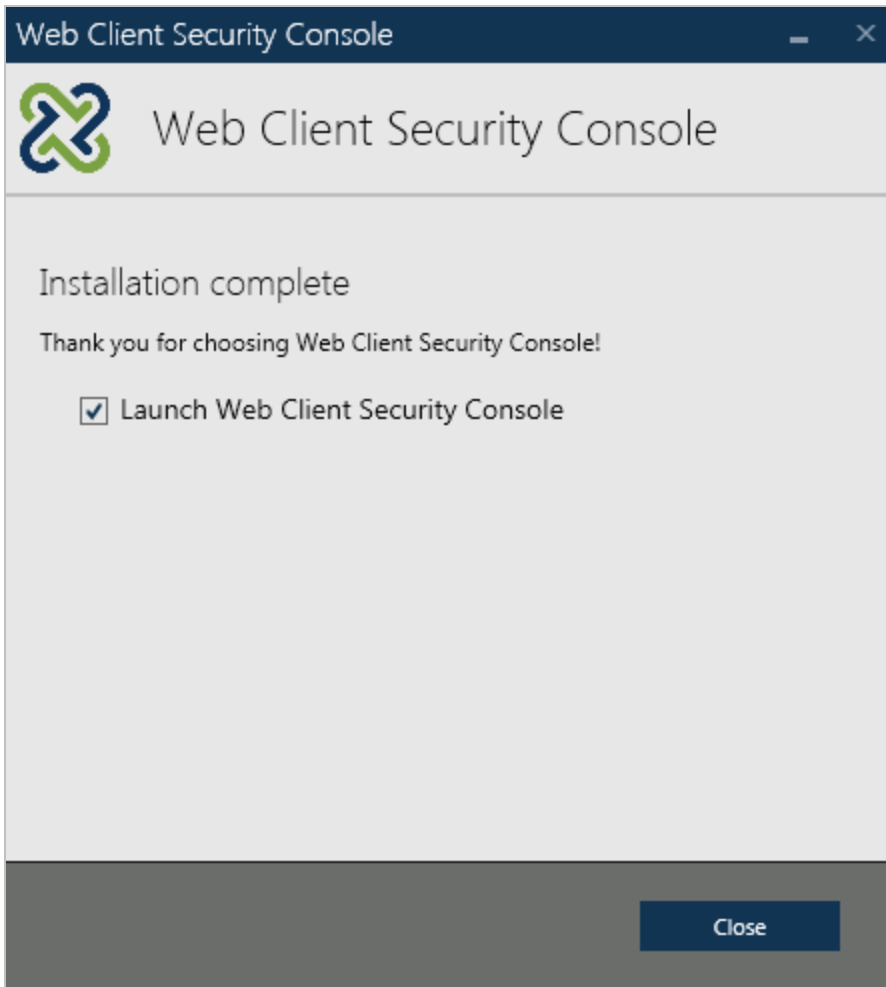 Web Client Security Console
Web Client Security Console
Installation complete
Thank you for choosing Web Client Security Console!
Launch Web Client Security Console
Close